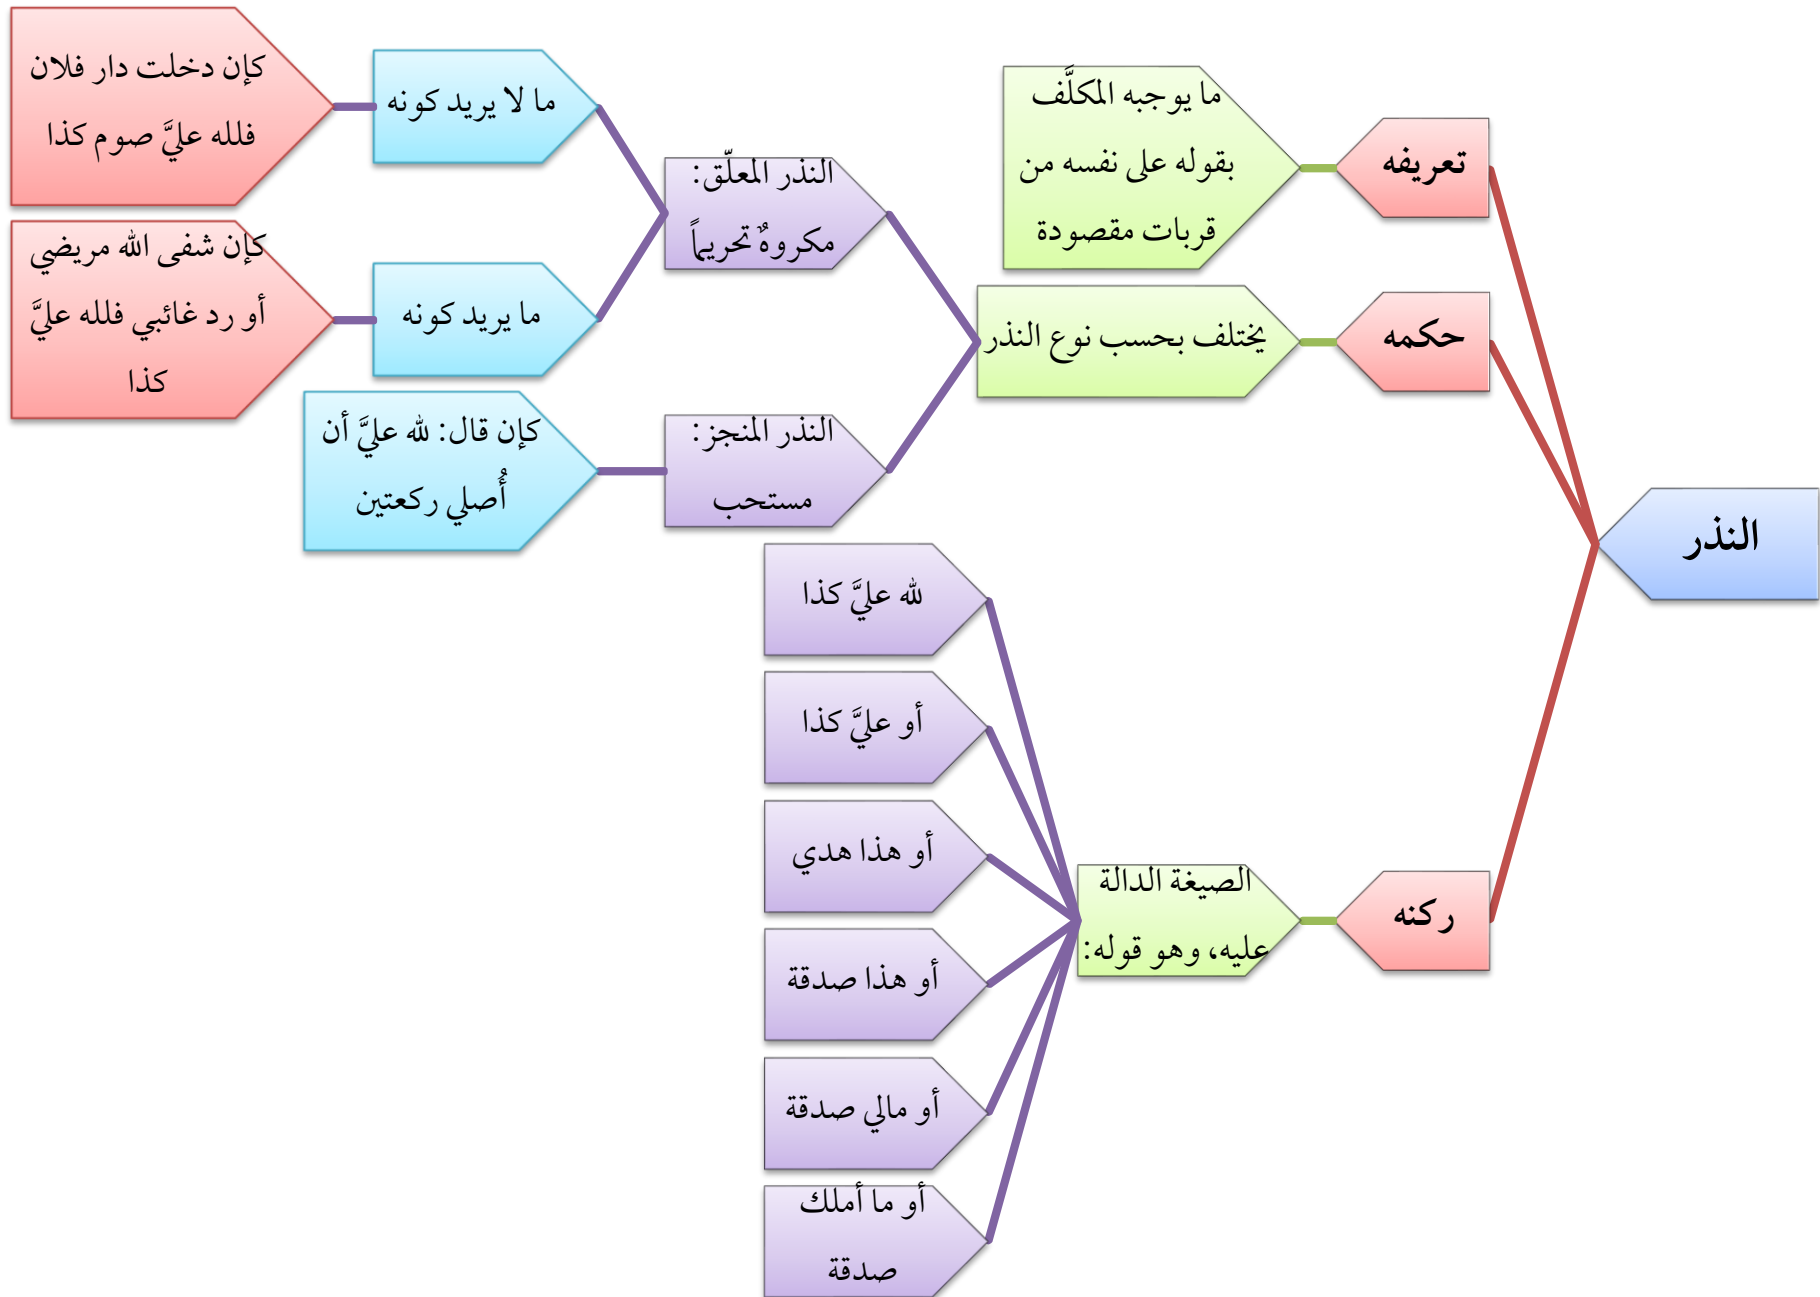 النذر
تعريفه
ما يوجبه المكلَّف
بقوله على نفسه من
قربات مقصودة
حكمه
يختلف بحسب نوع النذر
النذر المعلّق:
مكروهٌ تحريماً
ما لا يريد كونه
كإن دخلت دار فلان
فلله عليَّ صوم كذا
ما يريد كونه
كإن شفى الله مريضي
أو رد غائبي فلله عليَّ
كذا
النذر المنجز:
مستحب
كإن قال: لله عليَّ أن
أُصلي ركعتين
ركنه
الصيغة الدالة
عليه، وهو قوله:
لله عليَّ كذا
أو عليَّ كذا
أو هذا هدي
أو هذا صدقة
أو مالي صدقة
أو ما أملك
صدقة